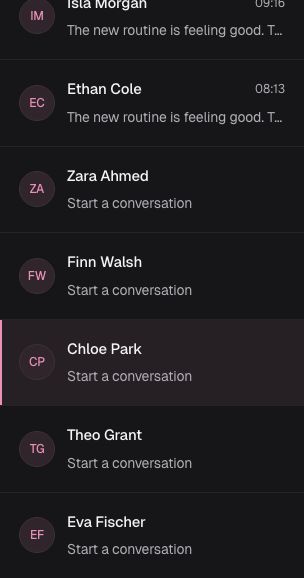 IM
Isla Morgan
09:16
The new routine is feeling good. T...
EC
Ethan Cole
08:13
The new routine is feeling good. T...
ZA
Zara Ahmed
Start a conversation
FW
Finn Walsh
Start a conversation
CP
Chloe Park
Start a conversation
TG
Theo Grant
Start a conversation
EF
Eva Fischer
Start a conversation